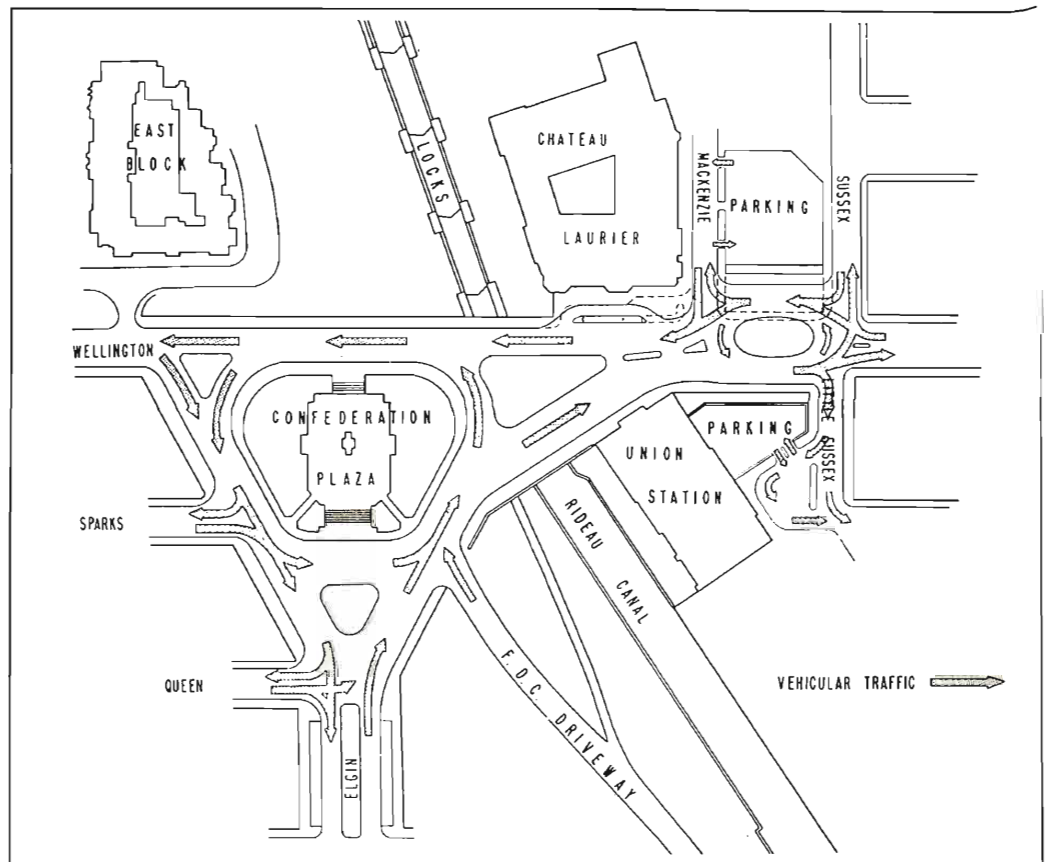 EAST
BLOCK
LOCKS
CHATEAU
LAURIER
MACKENZIE
PARKING
SUSSEX
WELLINGTON
CONFEDERATION
PLAZA
UNION
STATION
PARKING
LITTLE SUSSEX
SPARKS
RIDEAU CANAL
QUEEN
F.D.C. DRIVEWAY
VEHICULAR TRAFFIC
ELGIN